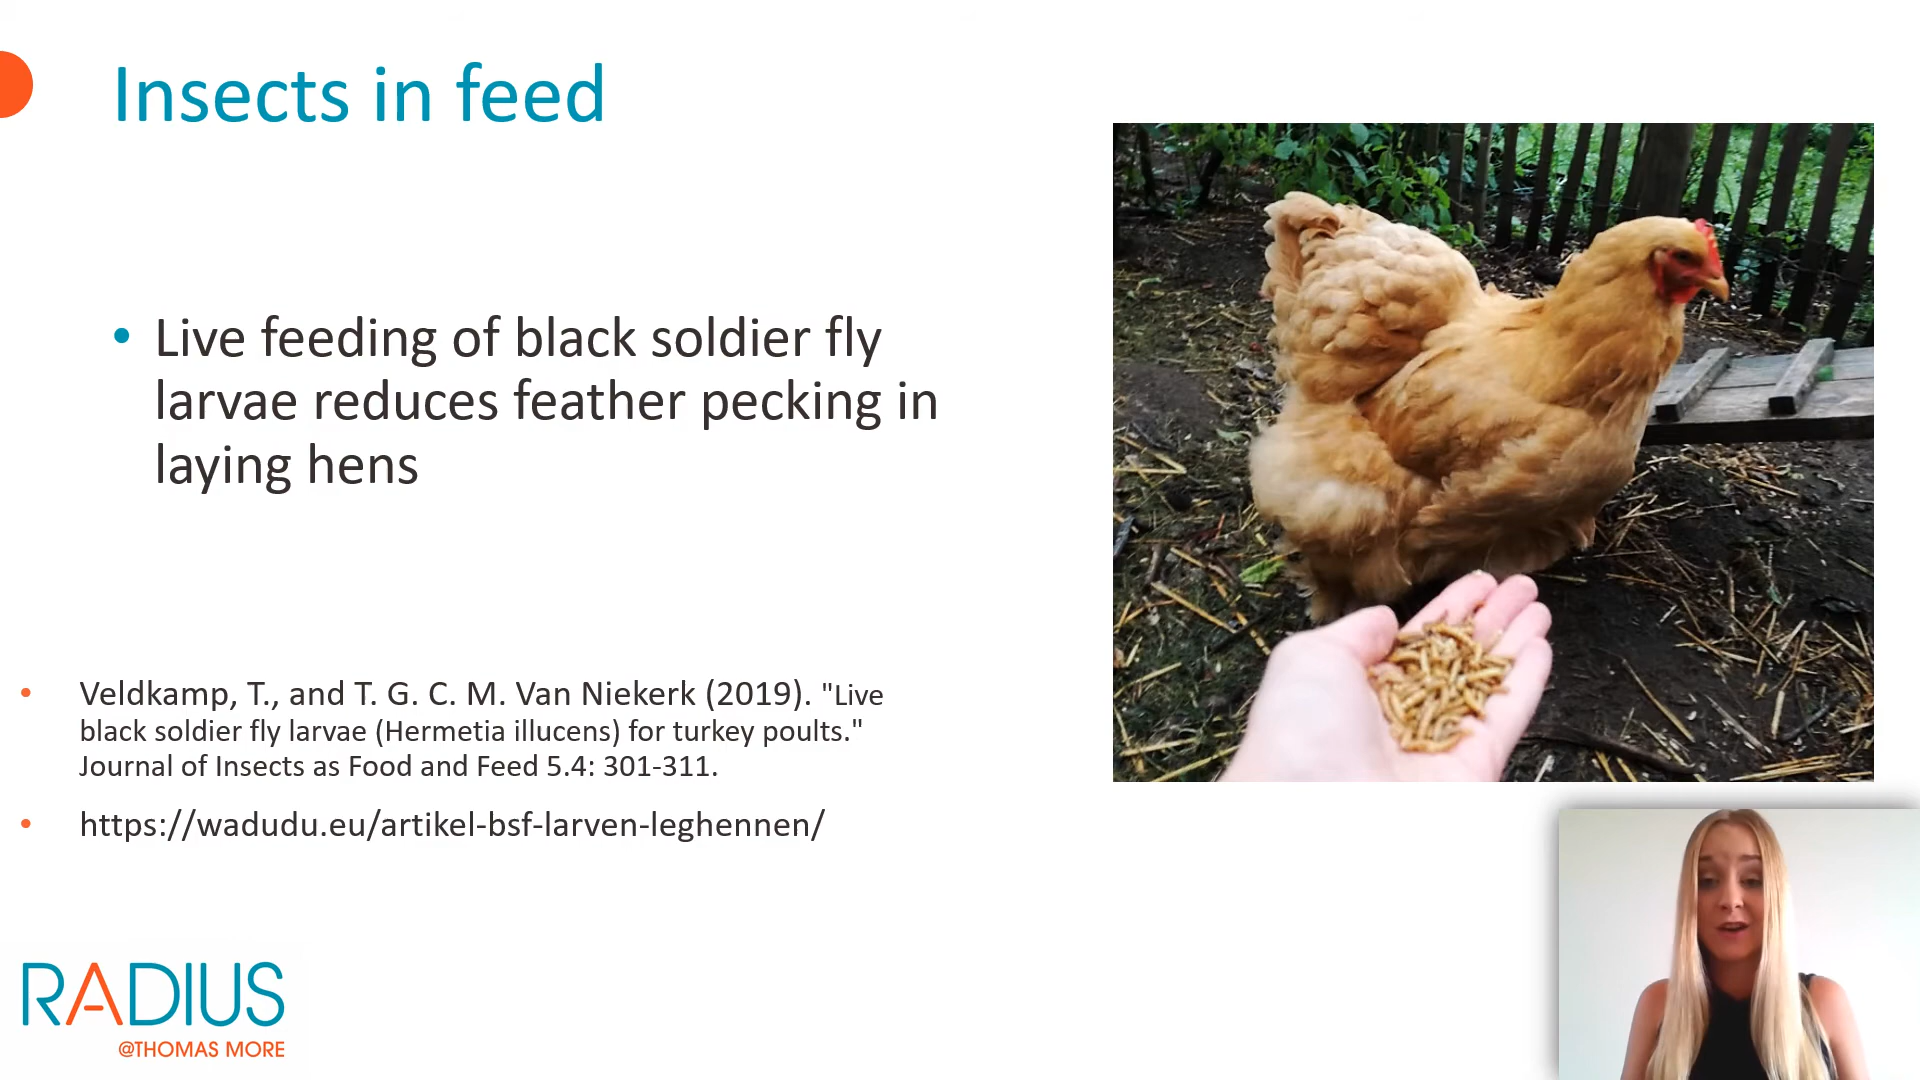 Insects in feed
• Live feeding of black soldier fly
larvae reduces feather pecking in
laying hens
• Veldkamp, T., and T. G. C. M. Van Niekerk (2019). "Live
black soldier fly larvae (Hermetia illucens) for turkey poults."
Journal of Insects as Food and Feed 5.4: 301-311.
• https://wadudu.eu/artikel-bsf-larven-leghennen/
RADIUS
@THOMAS MORE